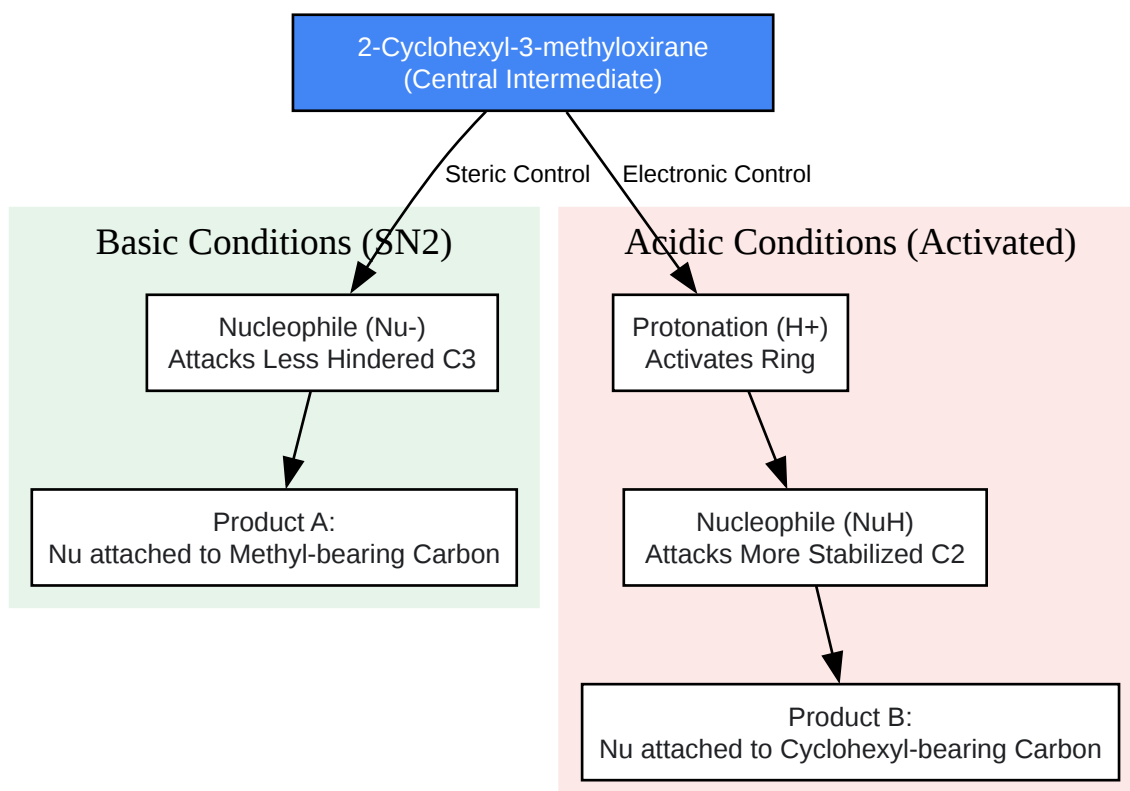 2-Cyclohexyl-3-methyloxirane
(Central Intermediate)
Steric Control
Electronic Control
Basic Conditions (SN2)
Nucleophile (Nu-)
Attacks Less Hindered C3
Product A:
Nu attached to Methyl-bearing Carbon
Acidic Conditions (Activated)
Protonation (H+)
Activates Ring
Nucleophile (NuH)
Attacks More Stabilized C2
Product B:
Nu attached to Cyclohexyl-bearing Carbon